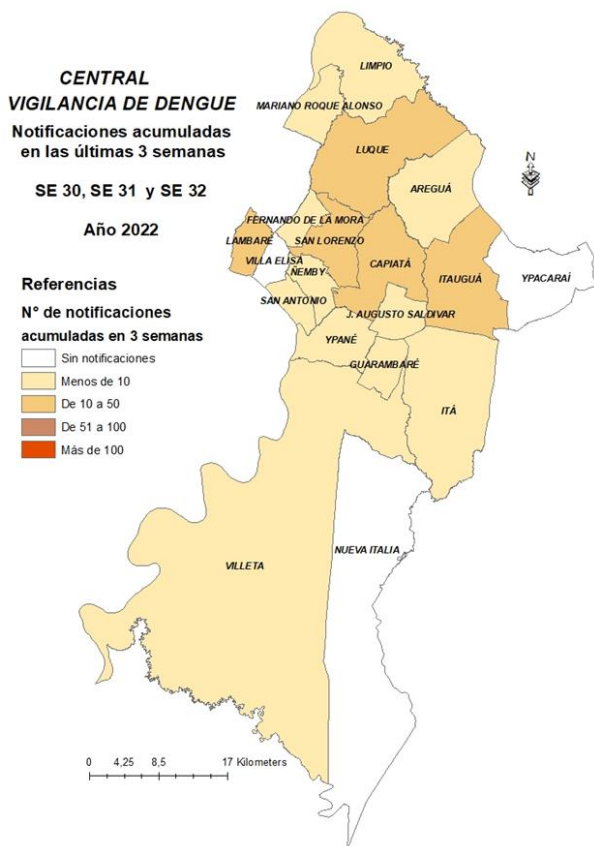 CENTRAL
VIGILANCIA DE DENGUE
Notificaciones acumuladas
en las últimas 3 semanas
SE 30, SE 31 y SE 32
Año 2022
Referencias
N° de notificaciones
acumuladas en 3 semanas
Sin notificaciones
Menos de 10
De 10 a 50
De 51 a 100
Más de 100
N
LIMPIO
MARIANO ROQUE ALONSO
LUQUE
AREGUÁ
FERNANDO DE LA MORA
LAMBARÉ
SAN LORENZO
VILLA ELISA
CAPIATÁ
ITAUGUÁ
YPACARAÍ
ÑEMBY
SAN ANTONIO
J. AUGUSTO SALDIVAR
YPANÉ
GUARAMBARÉ
ITÁ
NUEVA ITALIA
VILLETA
0 4,25 8,5 17 Kilometers